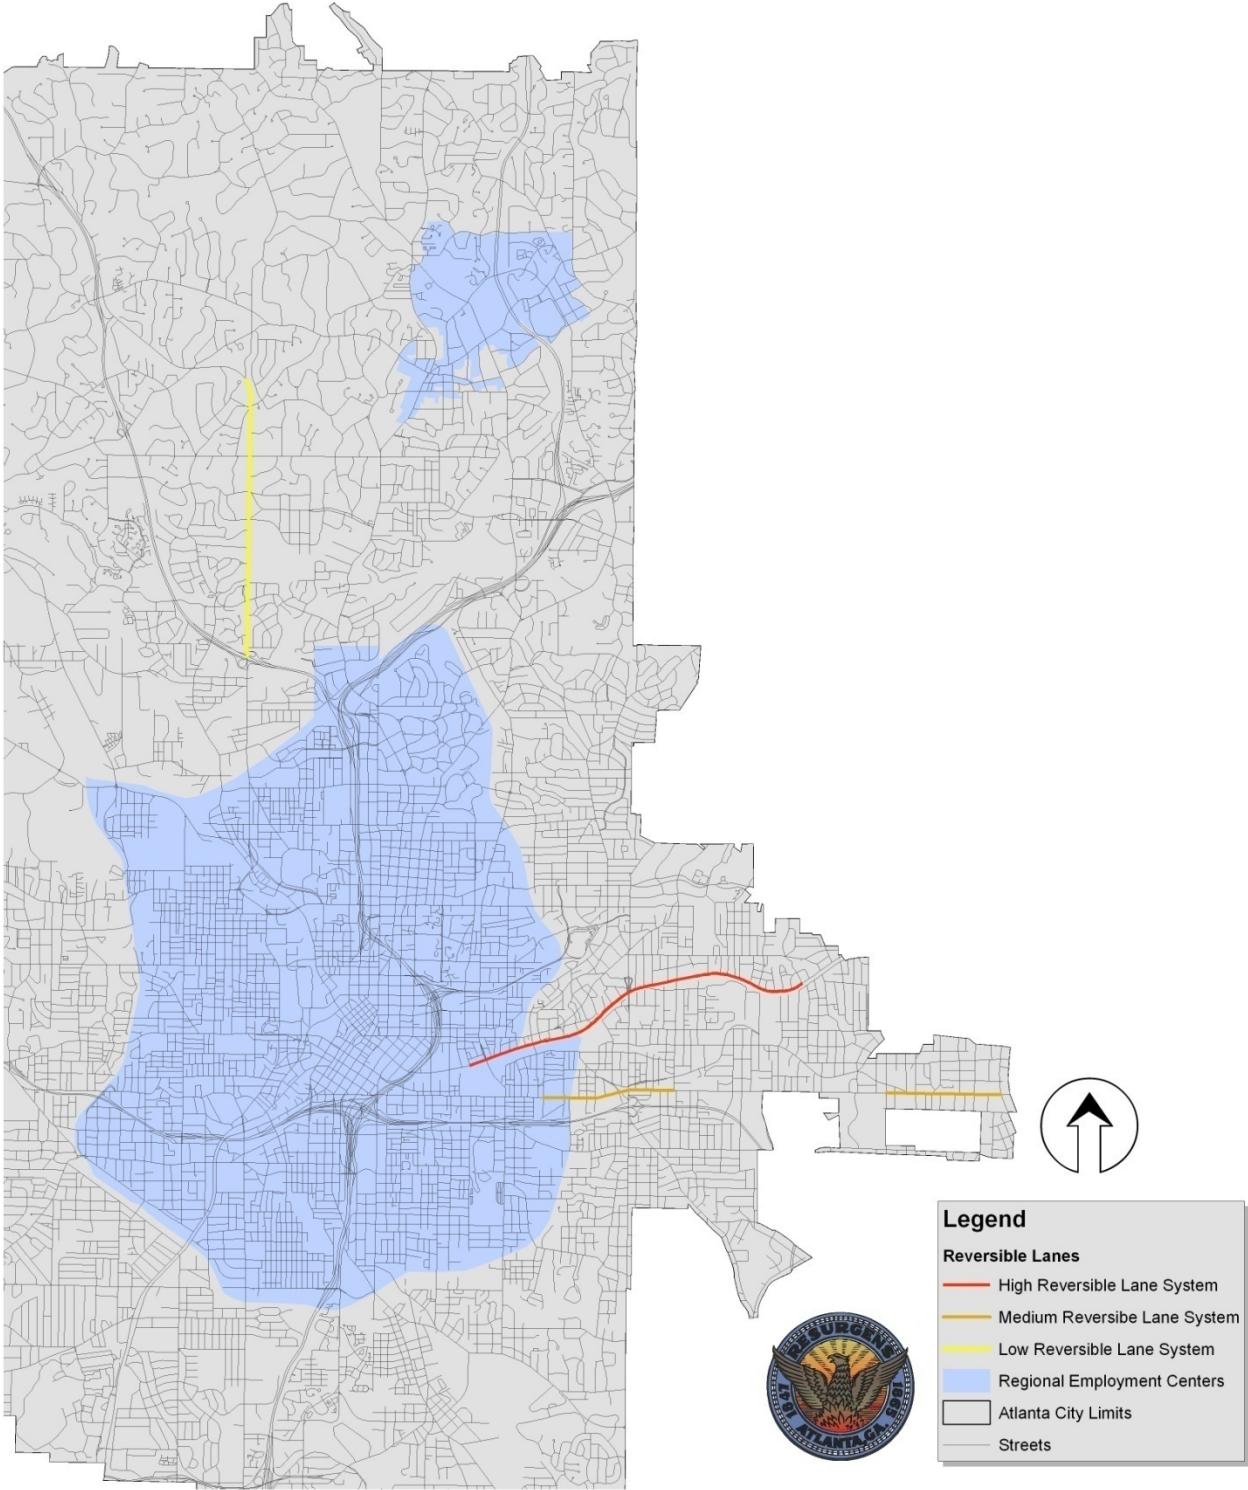 Legend
Reversible Lanes
High Reversible Lane System
Medium Reversibe Lane System
Low Reversible Lane System
Regional Employment Centers
Atlanta City Limits
Streets
RESURGENS
1847 ATLANTA, GA. 1865